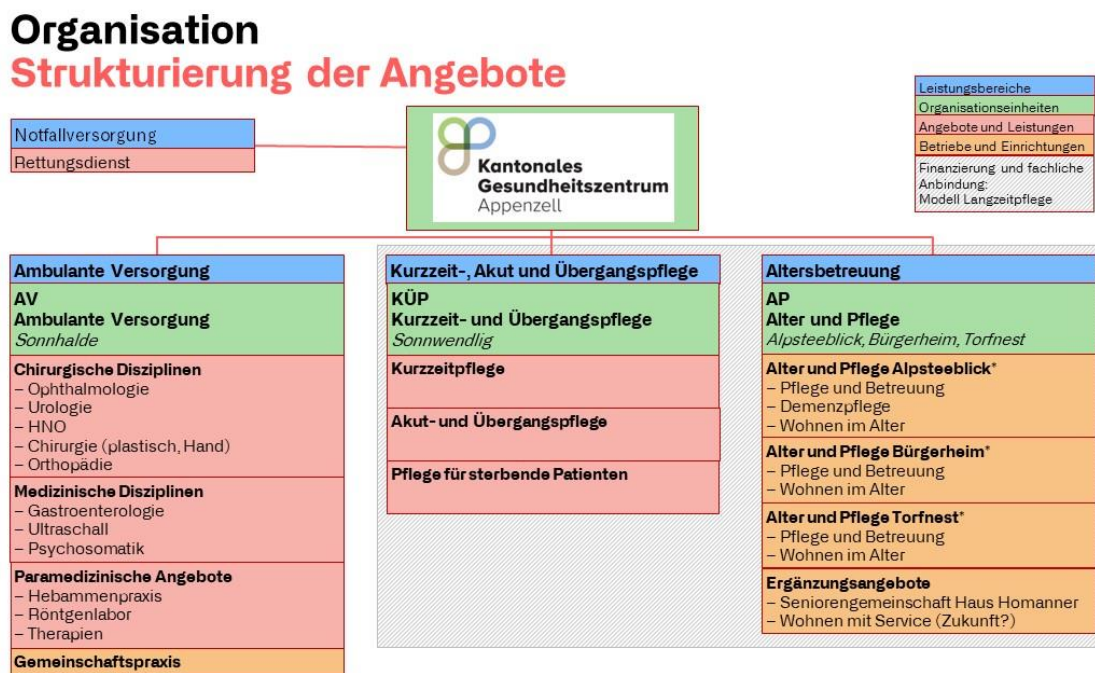 Organisation
Strukturierung der Angebote
Leistungsbereiche
Organisationseinheiten
Angebote und Leistungen
Betriebe und Einrichtungen
Finanzierung und fachliche
Anbindung:
Modell Langzeitpflege
Notfallversorgung
Rettungsdienst
Kantonales
Gesundheitszentrum
Appenzell
Ambulante Versorgung
AV
Ambulante Versorgung
Sonnhalde
Chirurgische Disziplinen
– Ophthalmologie
– Urologie
– HNO
– Chirurgie (plastisch, Hand)
– Orthopädie
Medizinische Disziplinen
– Gastroenterologie
– Ultraschall
– Psychosomatik
Paramedizinische Angebote
– Hebammenpraxis
– Röntgenlabor
– Therapien
Gemeinschaftspraxis
Kurzzeit-, Akut und Übergangspflege
KÜP
Kurzzeit- und Übergangspflege
Sonnwendlig
Kurzzeitpflege
Akut- und Übergangspflege
Pflege für sterbende Patienten
Altersbetreuung
AP
Alter und Pflege
Alpsteeblick, Bürgerheim, Torfnest
Alter und Pflege Alpsteeblick*
– Pflege und Betreuung
– Demenzpflege
– Wohnen im Alter
Alter und Pflege Bürgerheim*
– Pflege und Betreuung
– Wohnen im Alter
Alter und Pflege Torfnest*
– Pflege und Betreuung
– Wohnen im Alter
Ergänzungsangebote
– Seniorengemeinschaft Haus Homanner
– Wohnen mit Service (Zukunft?)